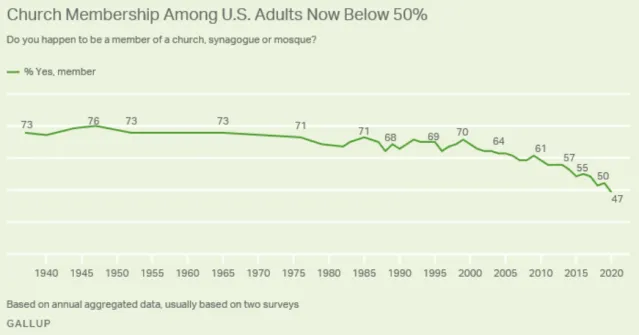 Church Membership Among U.S. Adults Now Below 50%
Do you happen to be a member of a church, synagogue or mosque?
% Yes, member
73 76 73 73 71 71 68 69 70 64 61 57 55 50 47
1940 1945 1950 1955 1960 1965 1970 1975 1980 1985 1990 1995 2000 2005 2010 2015 2020
Based on annual aggregated data, usually based on two surveys
GALLUP